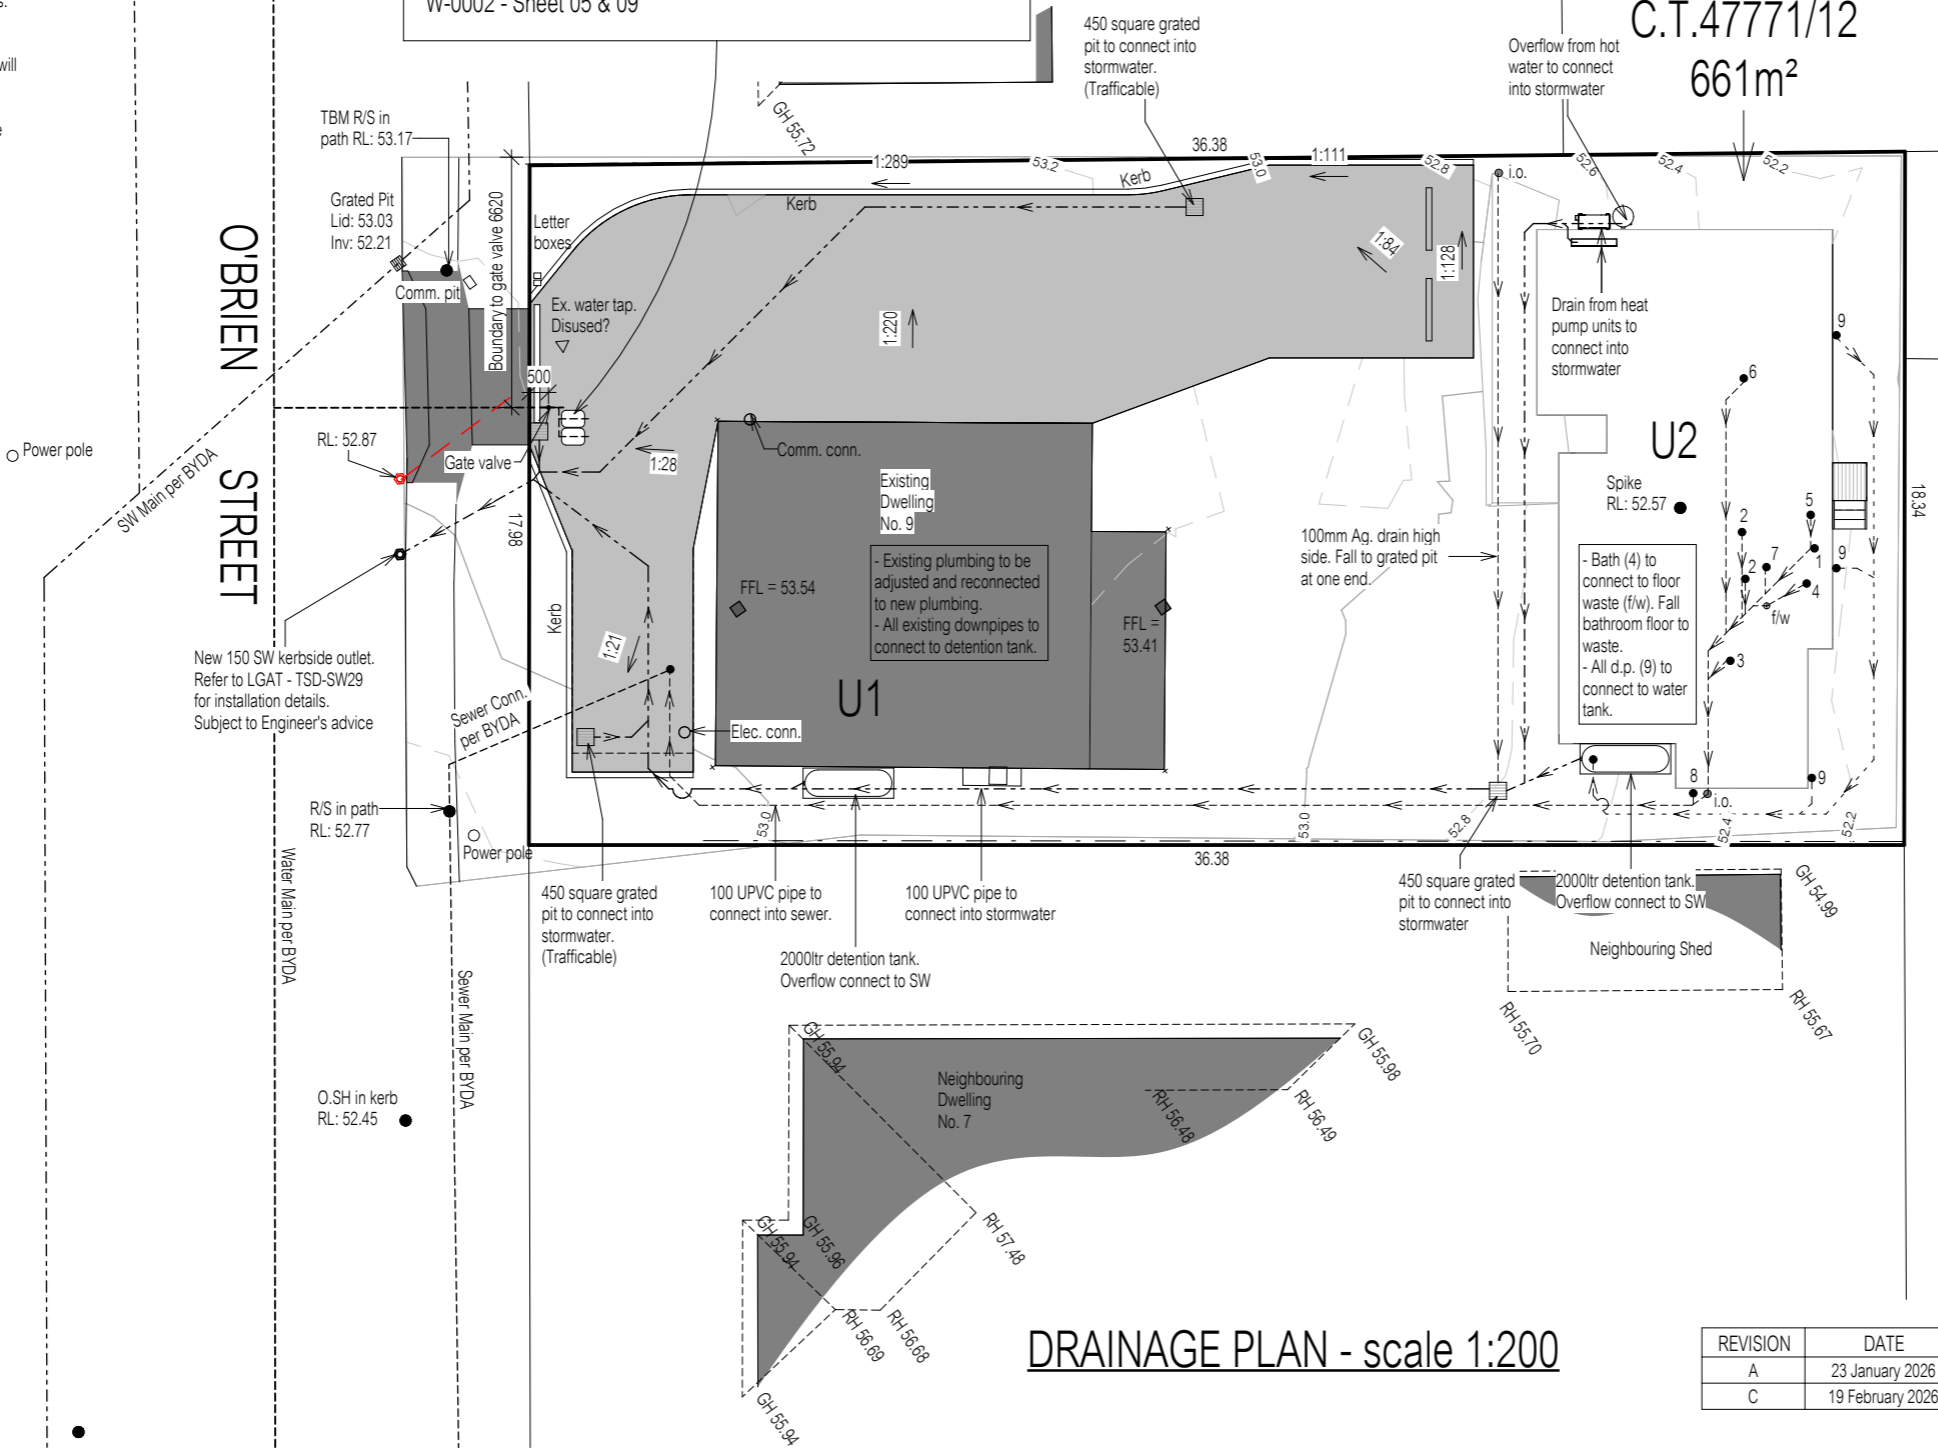 s.
will
e
W-0002 - Sheet 05 & 09
C.T.47771/12
661m²
450 square grated
pit to connect into
stormwater.
(Trafficable)
Overflow from hot
water to connect
into stormwater
TBM R/S in
path RL: 53.17
GH 55.72
36.38
1:289
53.2
Kerb
53.0
1:111
52.8
i.o.
52.6
52.4
52.2
Grated Pit
Lid: 53.03
Inv: 52.21
Comm. pit
Boundary to gate valve 6620
Letter
boxes
Kerb
1:84
1:128
O'BRIEN STREET
Ex. water tap.
Disused?
1:220
Drain from heat
pump units to
connect into
stormwater
9
6
500
RL: 52.87
Power pole
SW Main per BYDA
Gate valve
1:28
Comm. conn.
U2
Existing
Dwelling
No. 9
Spike
RL: 52.57
5
2
18.34
17.98
100mm Ag. drain high
side. Fall to grated pit
at one end.
- Existing plumbing to be
adjusted and reconnected
to new plumbing.
- All existing downpipes to
connect to detention tank.
FFL = 53.54
FFL =
53.41
- Bath (4) to
connect to floor
waste (f/w). Fall
bathroom floor to
waste.
- All d.p. (9) to
connect to water
tank.
7
1
9
2
4
f/w
3
Kerb
1:21
U1
New 150 SW kerbside outlet.
Refer to LGAT - TSD-SW29
for installation details.
Subject to Engineer's advice
Sewer Conn.
per BYDA
Elec. conn.
8
i.o.
9
R/S in path
RL: 52.77
Power pole
53.0
53.0
52.8
52.4
52.2
36.38
Water Main per BYDA
450 square grated
pit to connect into
stormwater.
(Trafficable)
100 UPVC pipe to
connect into sewer.
100 UPVC pipe to
connect into stormwater
2000ltr detention tank.
Overflow connect to SW
450 square grated
pit to connect into
stormwater
2000ltr detention tank.
Overflow connect to SW
GH 54.99
Neighbouring Shed
RH 55.70
RH 55.67
Sewer Main per BYDA
O.SH in kerb
RL: 52.45
GH 55.94
GH 55.98
Neighbouring
Dwelling
No. 7
RH 56.48
RH 56.49
GH 55.94
GH 55.96
RH 57.48
RH 56.69
RH 56.68
GH 55.94
DRAINAGE PLAN - scale 1:200
REVISION DATE
A 23 January 2026
C 19 February 2026